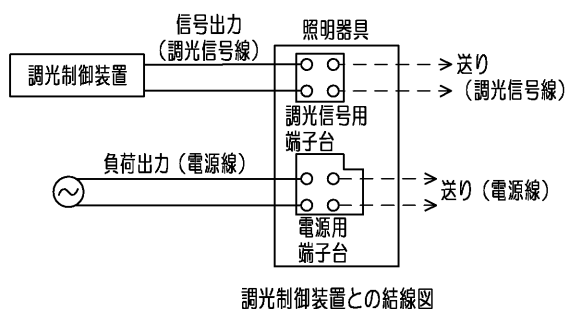 信号出力
（調光信号線）
照明器具
調光制御装置
送り
（調光信号線）
調光信号用
端子台
負荷出力（電源線）
送り（電源線）
電源用
端子台
調光制御装置との結線図